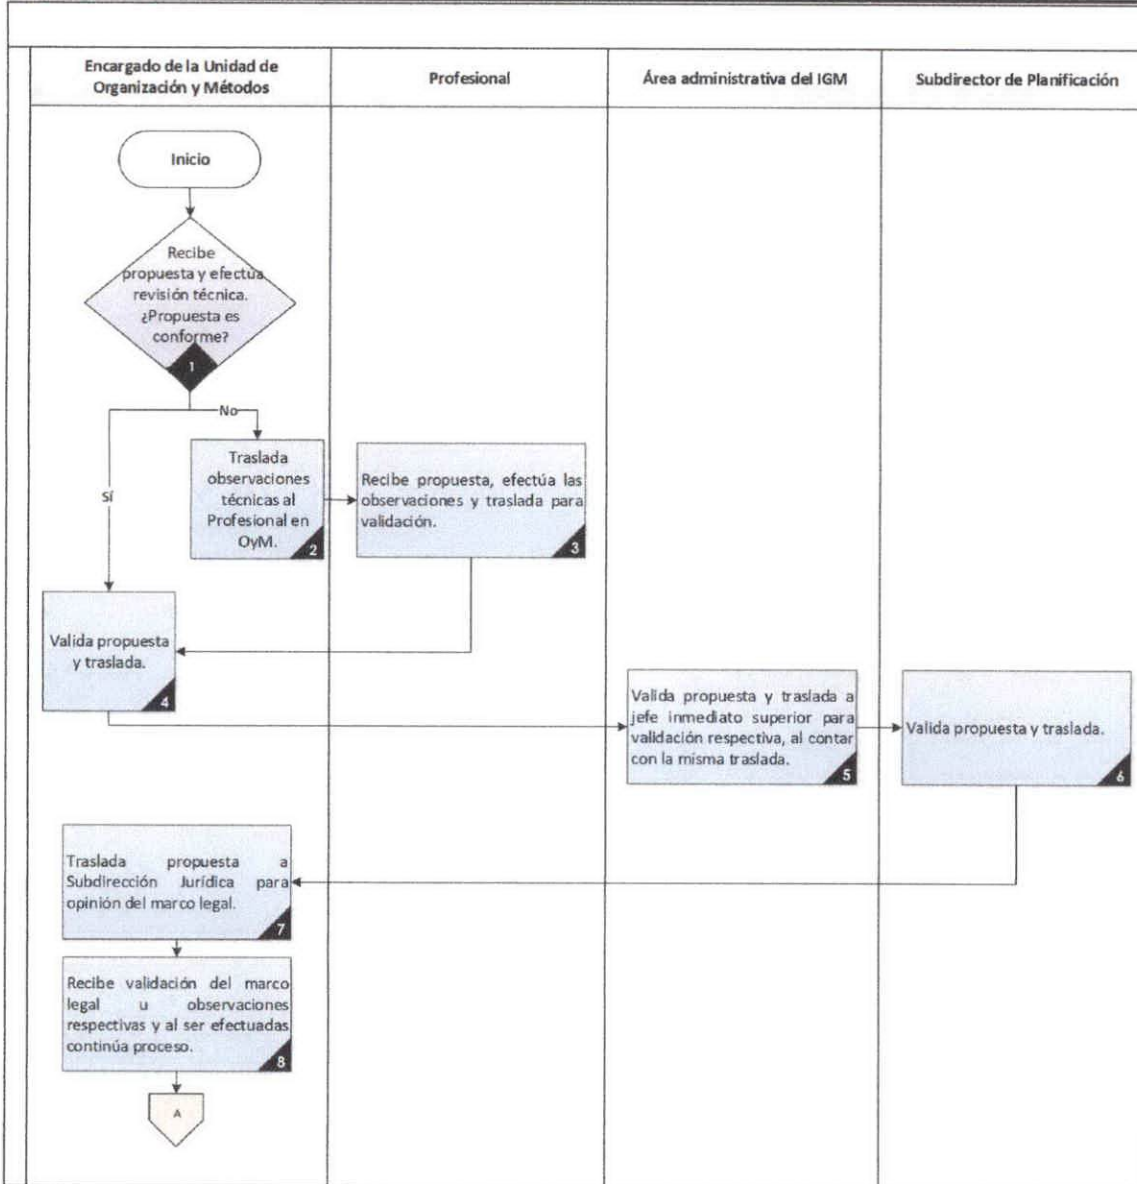 Encargado de la Unidad de
Organización y Métodos
Profesional
Área administrativa del IGM
Subdirector de Planificación
Inicio
Recibe
propuesta y efectúa
revisión técnica.
¿Propuesta es
conforme?
1
No
Sí
Traslada
observaciones
técnicas al
Profesional en
OyM.
2
Recibe propuesta, efectúa las
observaciones y traslada para
validación.
3
Valida propuesta
y traslada.
4
Valida propuesta y traslada a
jefe inmediato superior para
validación respectiva, al contar
con la misma traslada.
5
Valida propuesta y traslada.
6
Traslada propuesta a
Subdirección Jurídica para
opinión del marco legal.
7
Recibe validación del marco
legal u observaciones
respectivas y al ser efectuadas
continúa proceso.
8
A